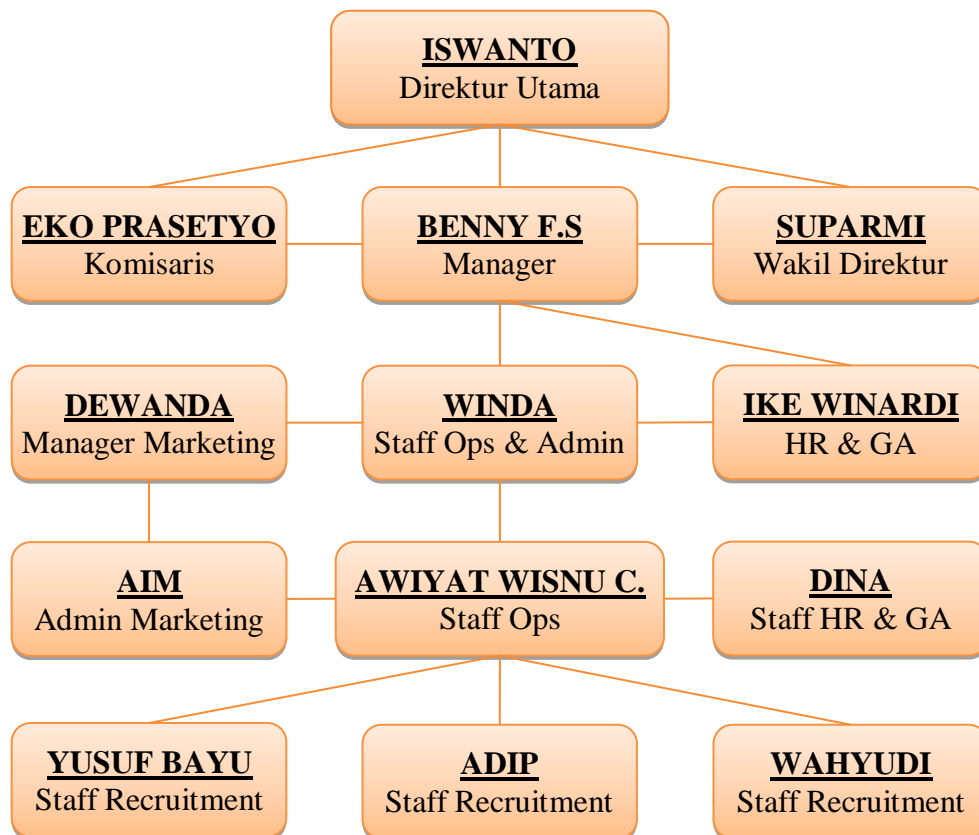 ISWANTO
Direktur Utama
EKO PRASETYO
Komisaris
BENNY F.S
Manager
SUPARMI
Wakil Direktur
DEWANDA
Manager Marketing
WINDA
Staff Ops & Admin
IKE WINARDI
HR & GA
AIM
Admin Marketing
AWIYAT WISNU C.
Staff Ops
DINA
Staff HR & GA
YUSUF BAYU
Staff Recruitment
ADIP
Staff Recruitment
WAHYUDI
Staff Recruitment